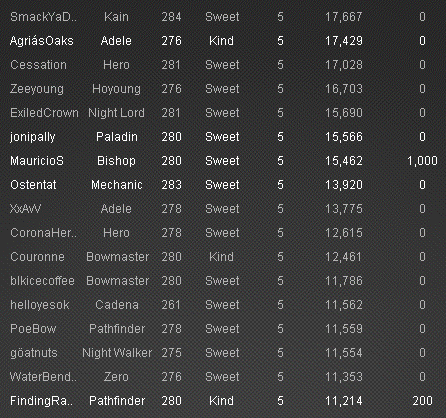 SmackYaD.. Kain 284 Sweet 5 17,667 0
AgriásOaks Adele 276 Kind 5 17,429 0
Cessation Hero 281 Sweet 5 17,028 0
Zeeyoung Hoyoung 276 Sweet 5 16,703 0
ExiledCrown Night Lord 281 Sweet 5 15,690 0
jonipally Paladin 280 Sweet 5 15,566 0
MauricioS Bishop 280 Sweet 5 15,462 1,000
Ostentat Mechanic 283 Sweet 5 13,920 0
XxAvV Adele 278 Sweet 5 13,775 0
CoronaHer.. Hero 278 Sweet 5 12,615 0
Couronne Bowmaster 280 Kind 5 12,461 0
blkicecoffee Bowmaster 280 Sweet 5 11,786 0
helloyesok Cadena 261 Sweet 5 11,562 0
PoeBow Pathfinder 278 Sweet 5 11,559 0
göatnuts Night Walker 275 Sweet 5 11,554 0
WaterBend.. Zero 276 Sweet 5 11,353 0
FindingRa.. Pathfinder 280 Kind 5 11,214 200